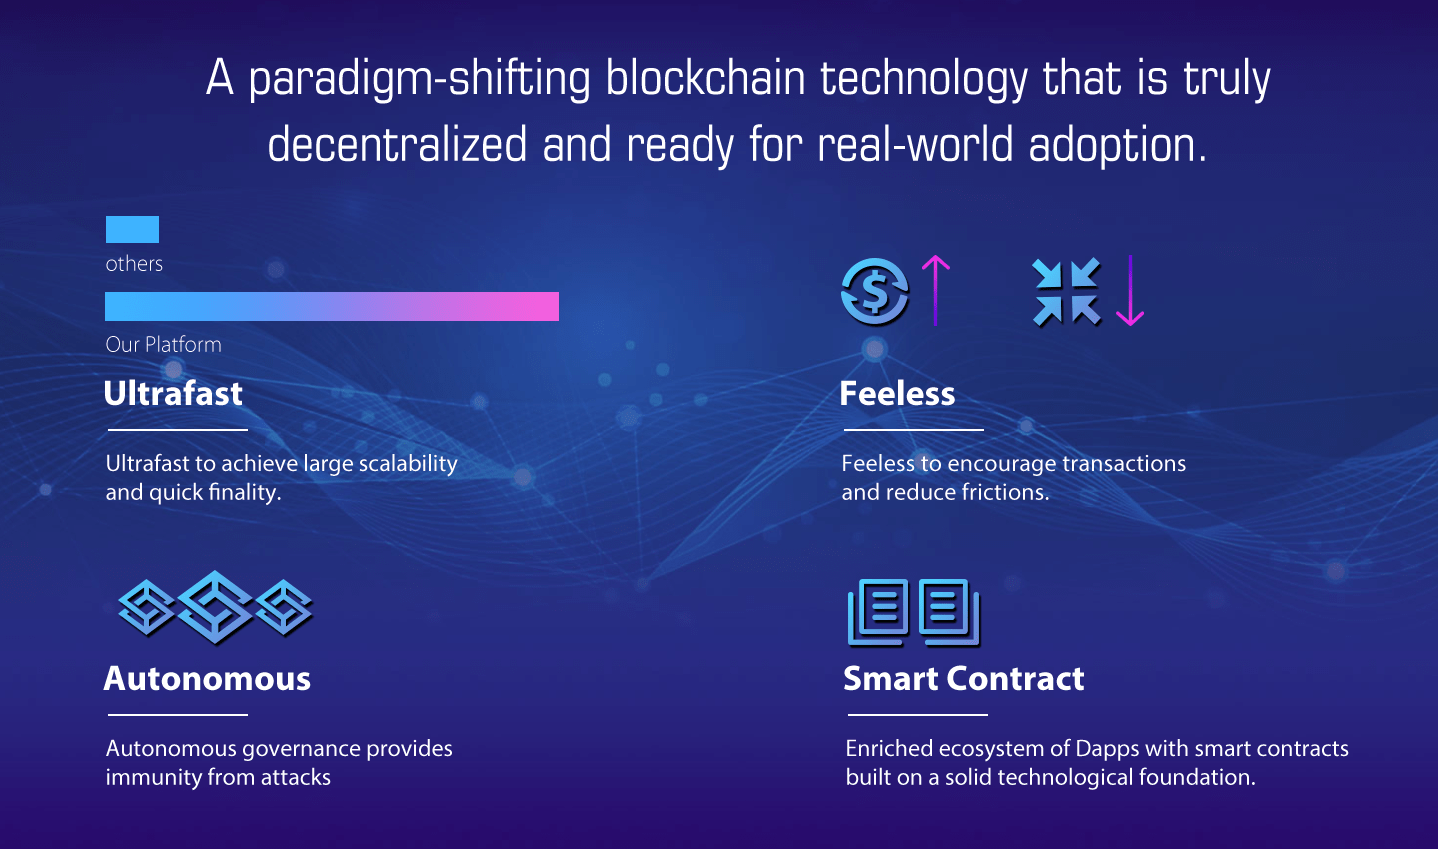 A paradigm-shifting blockchain technology that is truly
decentralized and ready for real-world adoption.
others
Our Platform
Ultrafast
Ultrafast to achieve large scalability
and quick finality.
$
Feeless
Feeless to encourage transactions
and reduce frictions.
Autonomous
Autonomous governance provides
immunity from attacks
Smart Contract
Enriched ecosystem of Dapps with smart contracts
built on a solid technological foundation.